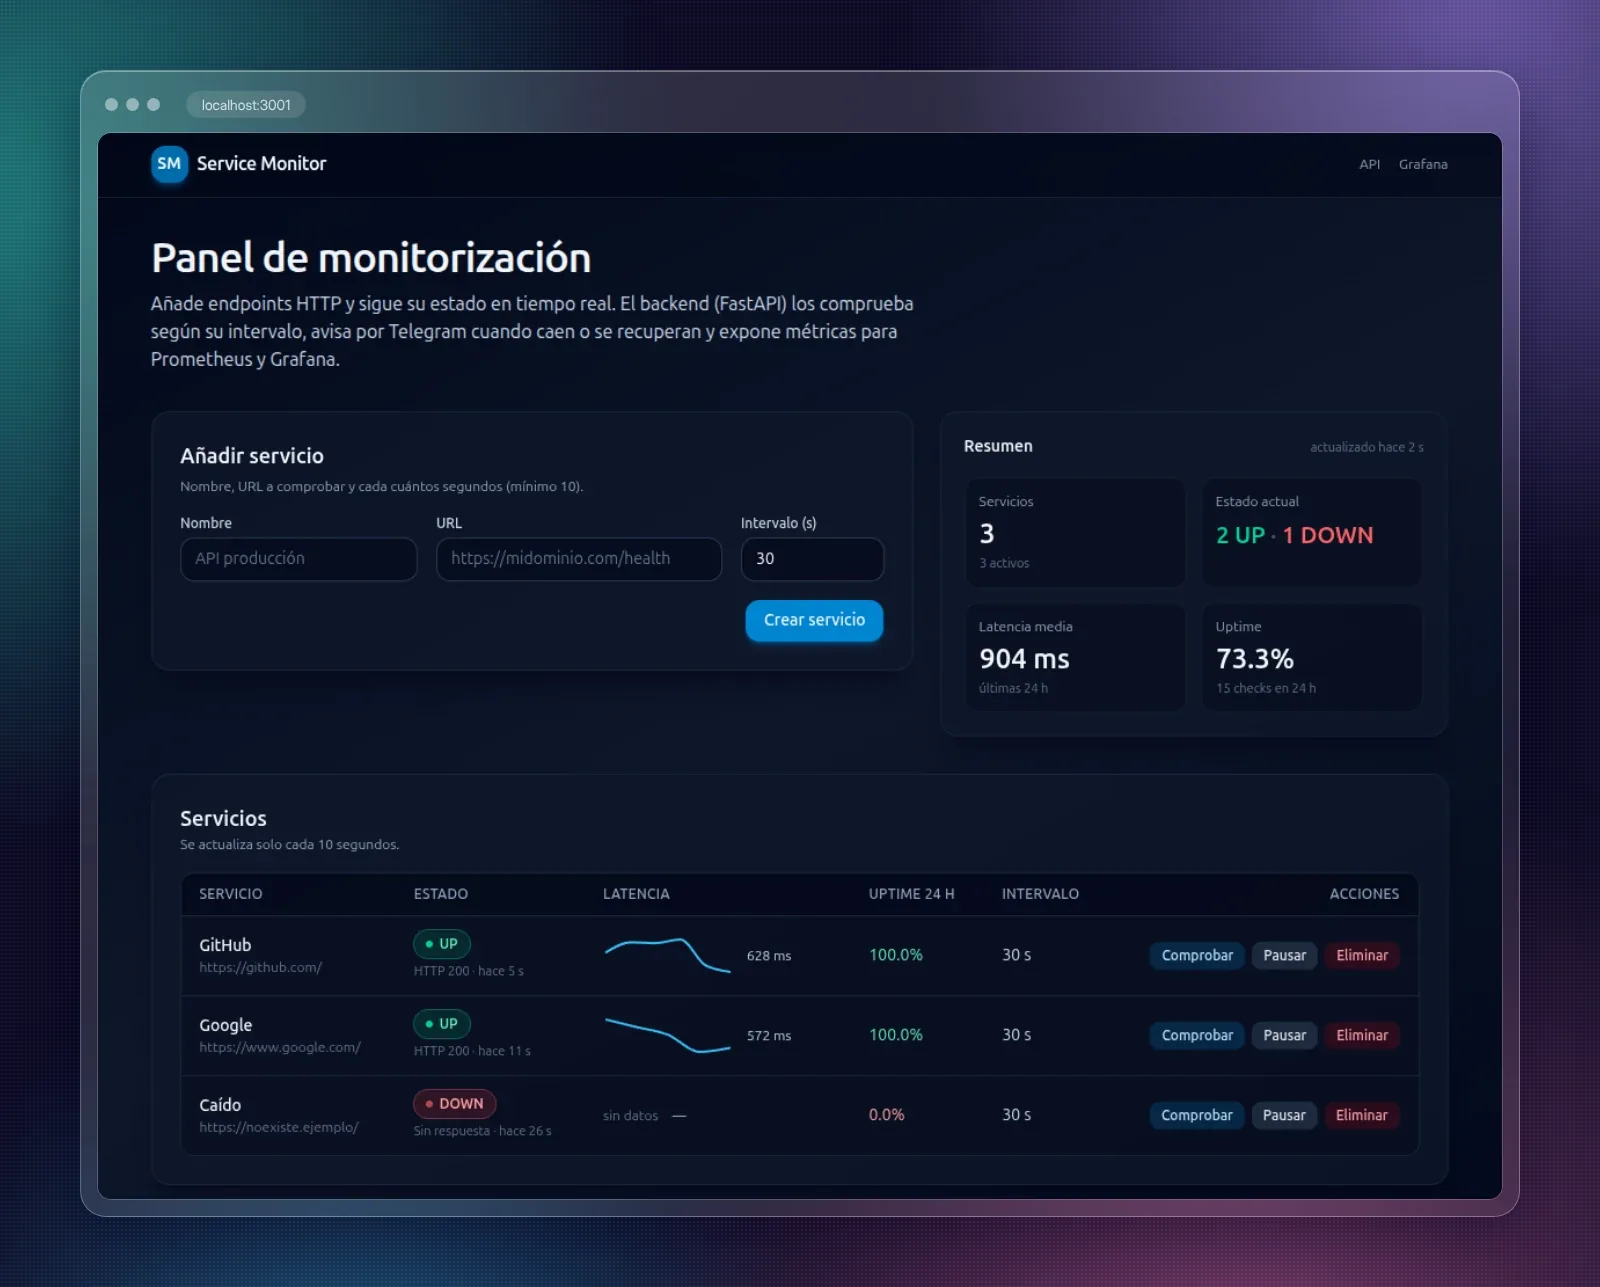 localhost:3001
SM Service Monitor
API Grafana
Panel de monitorización
Añade endpoints HTTP y sigue su estado en tiempo real. El backend (FastAPI) los comprueba
según su intervalo, avisa por Telegram cuando caen o se recuperan y expone métricas para
Prometheus y Grafana.
Añadir servicio
Nombre, URL a comprobar y cada cuántos segundos (mínimo 10).
Nombre URL Intervalo (s)
API producción https://midominio.com/health 30
Crear servicio
Resumen actualizado hace 2 s
Servicios
3
3 activos
Estado actual
2 UP · 1 DOWN
Latencia media
904 ms
últimas 24 h
Uptime
73.3%
15 checks en 24 h
Servicios
Se actualiza solo cada 10 segundos.
SERVICIO ESTADO LATENCIA UPTIME 24 H INTERVALO ACCIONES
GitHub UP 628 ms 100.0% 30 s Comprobar Pausar Eliminar
https://github.com/ HTTP 200 · hace 5 s
Google UP 572 ms 100.0% 30 s Comprobar Pausar Eliminar
https://www.google.com/ HTTP 200 · hace 11 s
Caído DOWN sin datos — 0.0% 30 s Comprobar Pausar Eliminar
https://noexiste.ejemplo/ Sin respuesta · hace 26 s